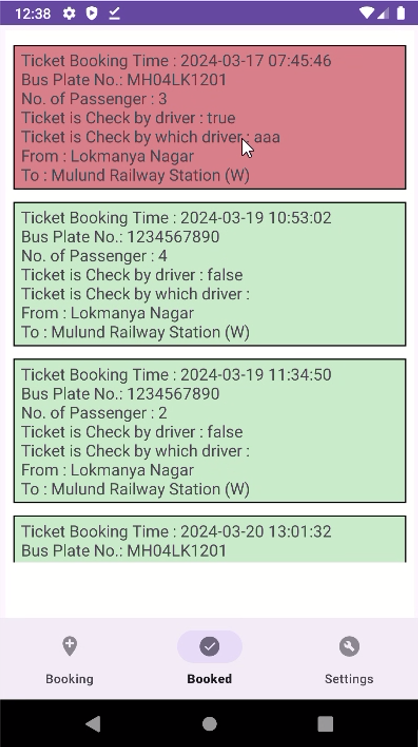 12:38
Ticket Booking Time : 2024-03-17 07:45:46
Bus Plate No.: MH04LK1201
No. of Passenger : 3
Ticket is Check by driver : true
Ticket is Check by which driver : aaa
From : Lokmanya Nagar
To : Mulund Railway Station (W)
Ticket Booking Time : 2024-03-19 10:53:02
Bus Plate No.: 1234567890
No. of Passenger : 4
Ticket is Check by driver : false
Ticket is Check by which driver :
From : Lokmanya Nagar
To : Mulund Railway Station (W)
Ticket Booking Time : 2024-03-19 11:34:50
Bus Plate No.: 1234567890
No. of Passenger : 2
Ticket is Check by driver : false
Ticket is Check by which driver :
From : Lokmanya Nagar
To : Mulund Railway Station (W)
Ticket Booking Time : 2024-03-20 13:01:32
Bus Plate No.: MH04LK1201
Booking Booked Settings